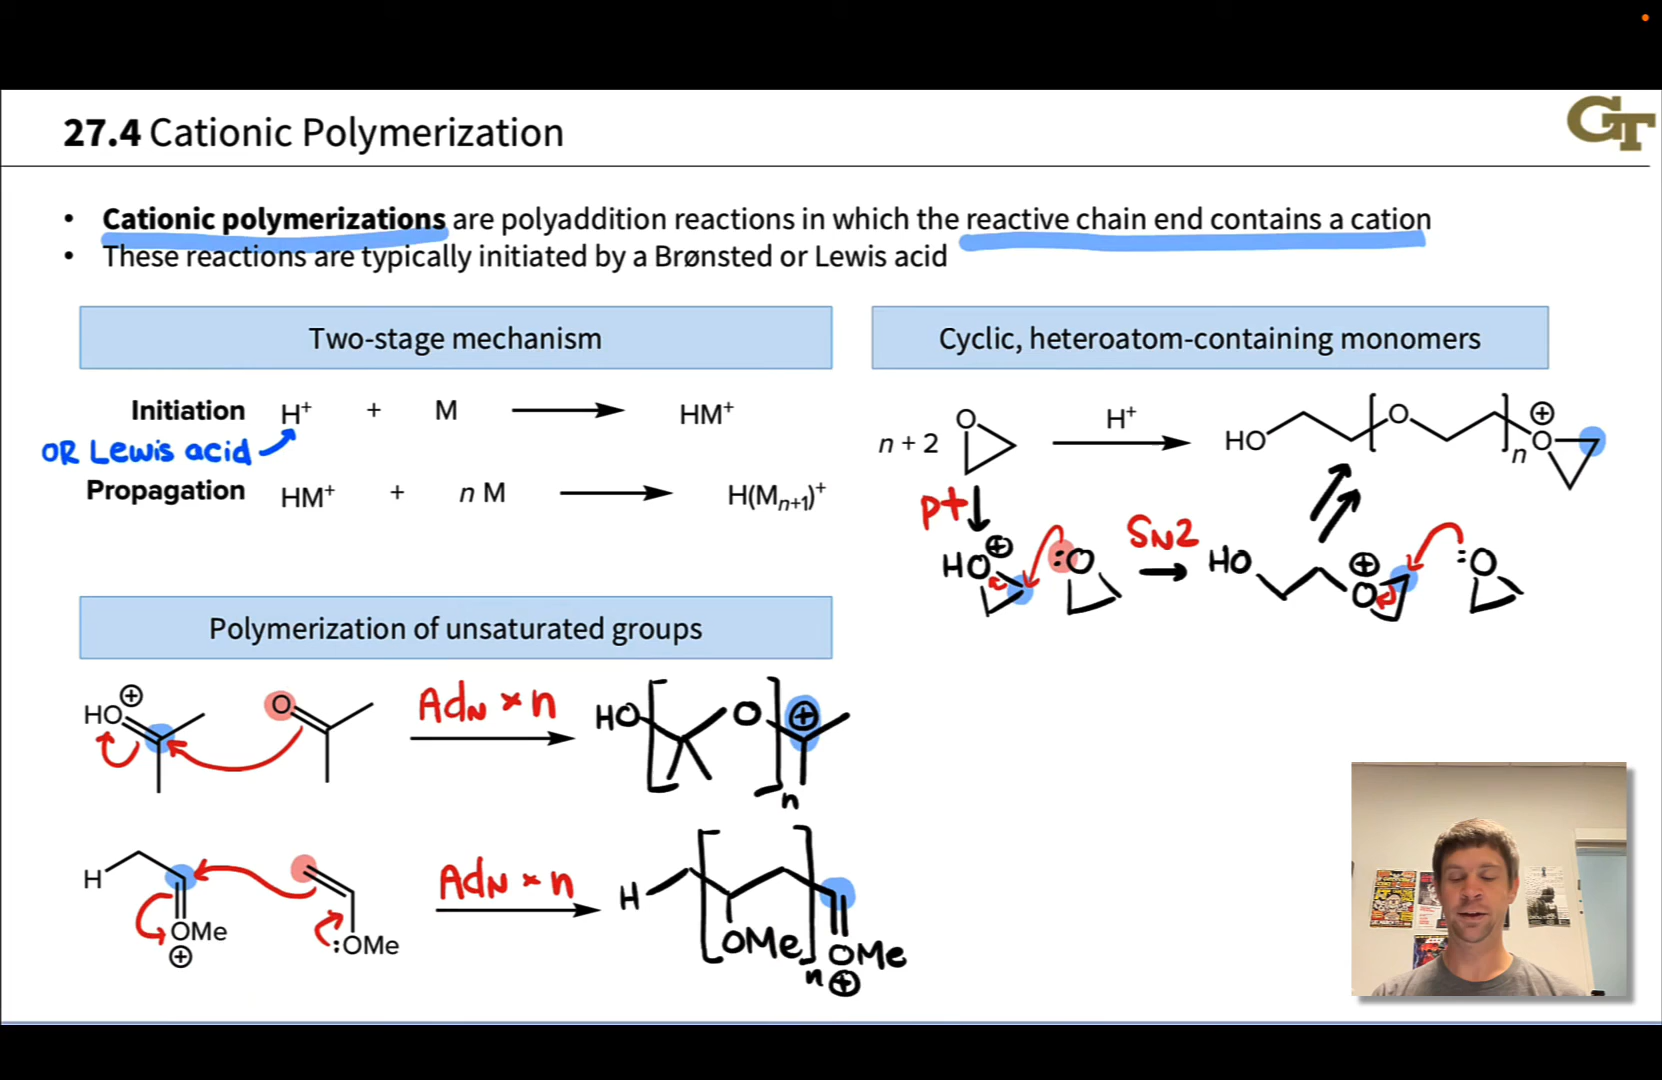 27.4 Cationic Polymerization
GT
• Cationic polymerizations are polyaddition reactions in which the reactive chain end contains a cation
• These reactions are typically initiated by a Brønsted or Lewis acid
Two-stage mechanism
Initiation H⁺ + M ⟶ HM⁺
OR Lewis acid
Propagation HM⁺ + n M ⟶ H(Mₙ₊₁)⁺
Cyclic, heteroatom-containing monomers
n + 2 O H⁺ HO O n O ⊕
pt SN2
HO ⊕ :O HO O ⊕ :O
Polymerization of unsaturated groups
HO ⊕ O AdN × n HO O ⊕ n
H OMe ⊕ :OMe AdN × n H OMe n OMe ⊕